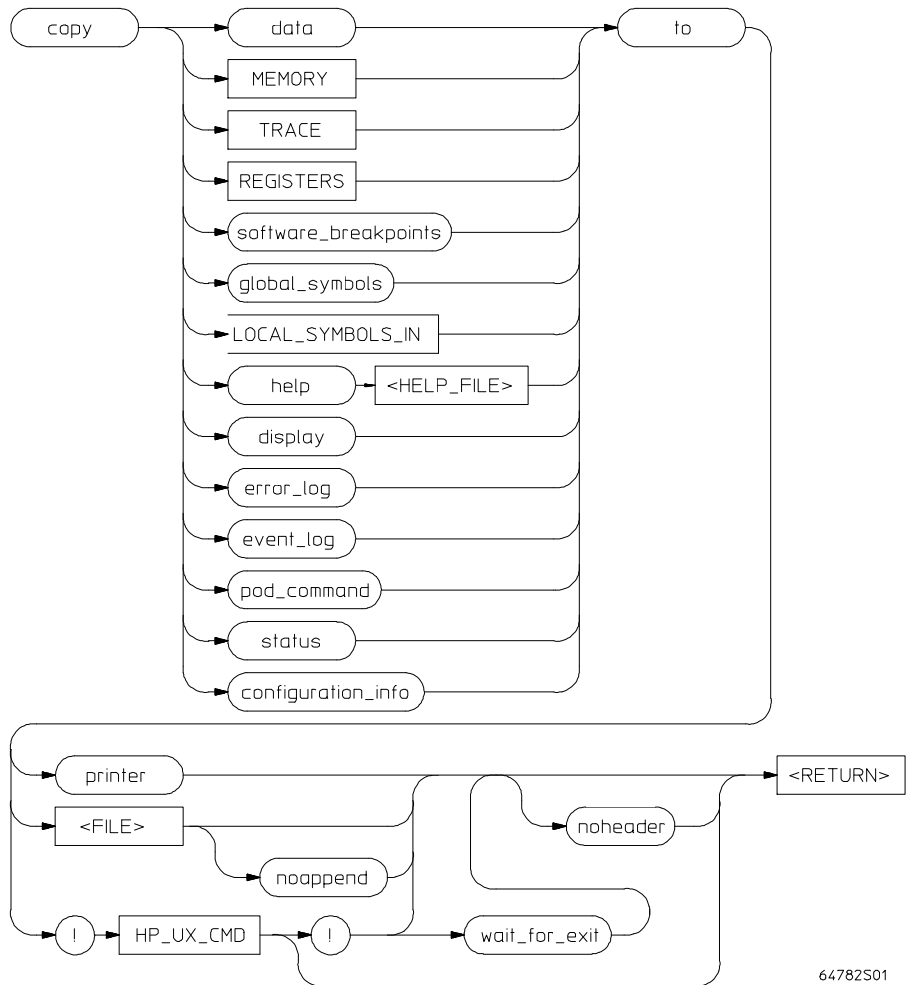 copy data to
MEMORY
TRACE
REGISTERS
software_breakpoints
global_symbols
LOCAL_SYMBOLS_IN
help <HELP_FILE>
display
error_log
event_log
pod_command
status
configuration_info
printer <RETURN>
<FILE> noheader
noappend
! HP_UX_CMD ! wait_for_exit
64782S01